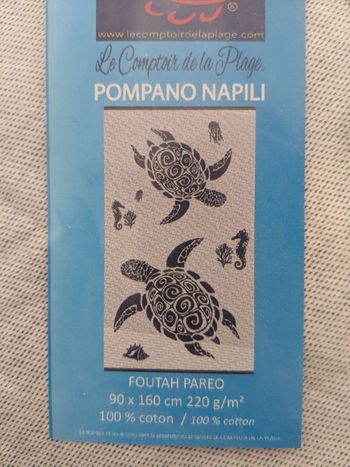 ®
www.lecomptoirdelaplage.com
Le Comptoir de la Plage®
POMPANO NAPILI
FOUTAH PAREO
90 x 160 cm 220 g/m²
100 % coton / 100 % cotton